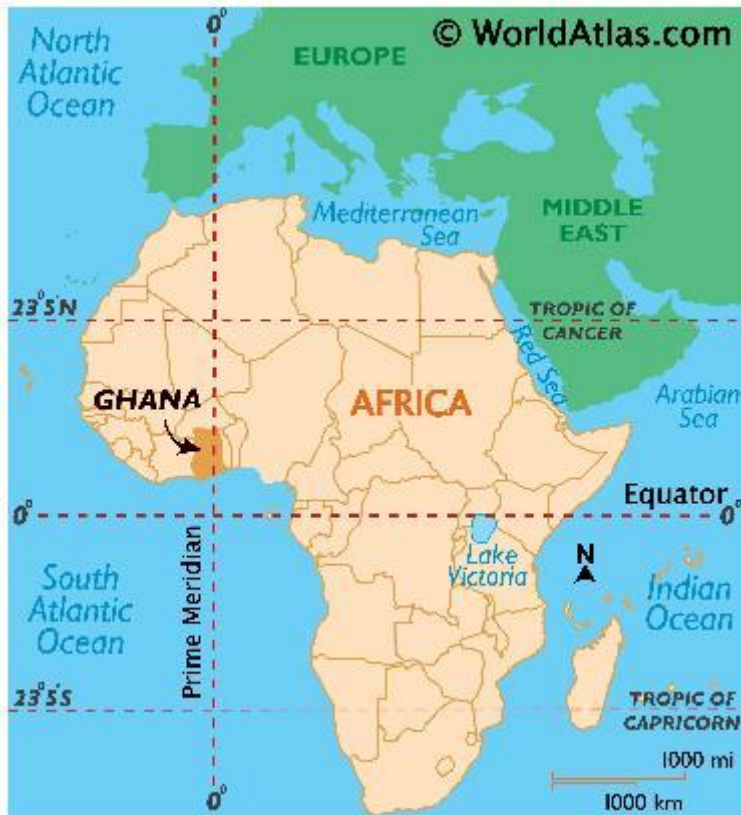 © WorldAtlas.com
North
Atlantic
Ocean
EUROPE
Mediterranean
Sea
MIDDLE
EAST
23°5N
TROPIC OF
CANCER
Red Sea
GHANA
AFRICA
Arabian
Sea
Equator
0°
0°
South
Atlantic
Ocean
Prime Meridian
Lake
Victoria
N
Indian
Ocean
23°5S
TROPIC OF
CAPRICORN
1000 mi
1000 km
0°
0°